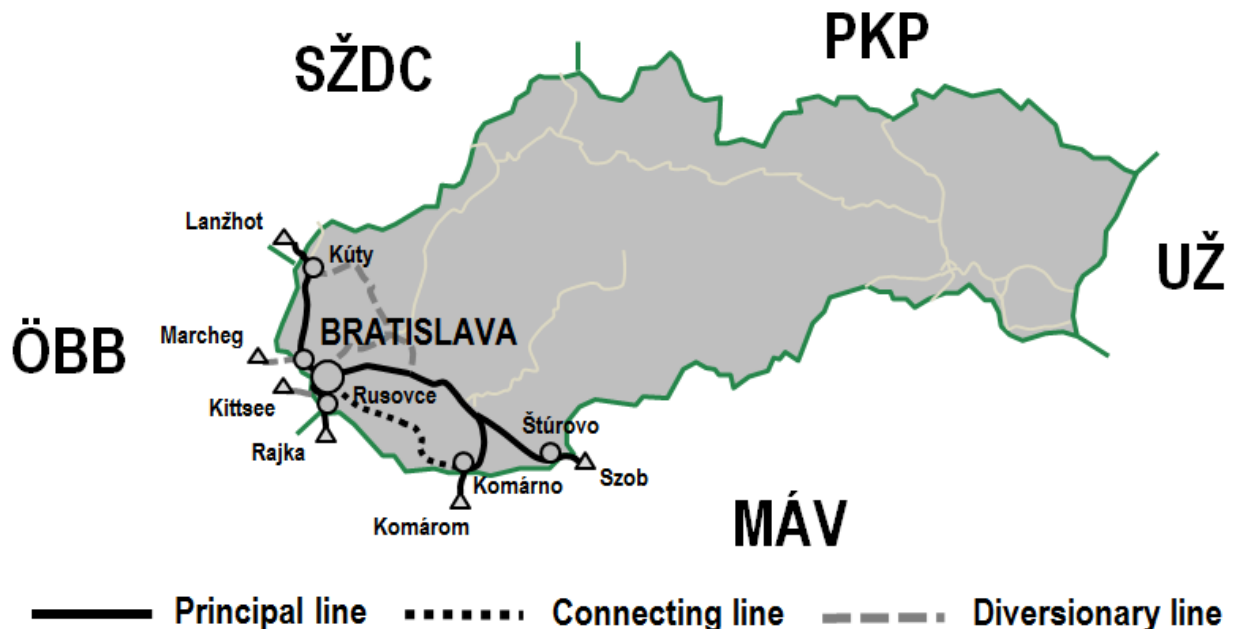 PKP
SŽDC
Lanžhot
Kúty
UŽ
BRATISLAVA
Marcheg
ÖBB
Rusovce
Kittsee
Štúrovo
Rajka
Szob
Komárno
Komárom
MÁV
Principal line
Connecting line
Diversionary line